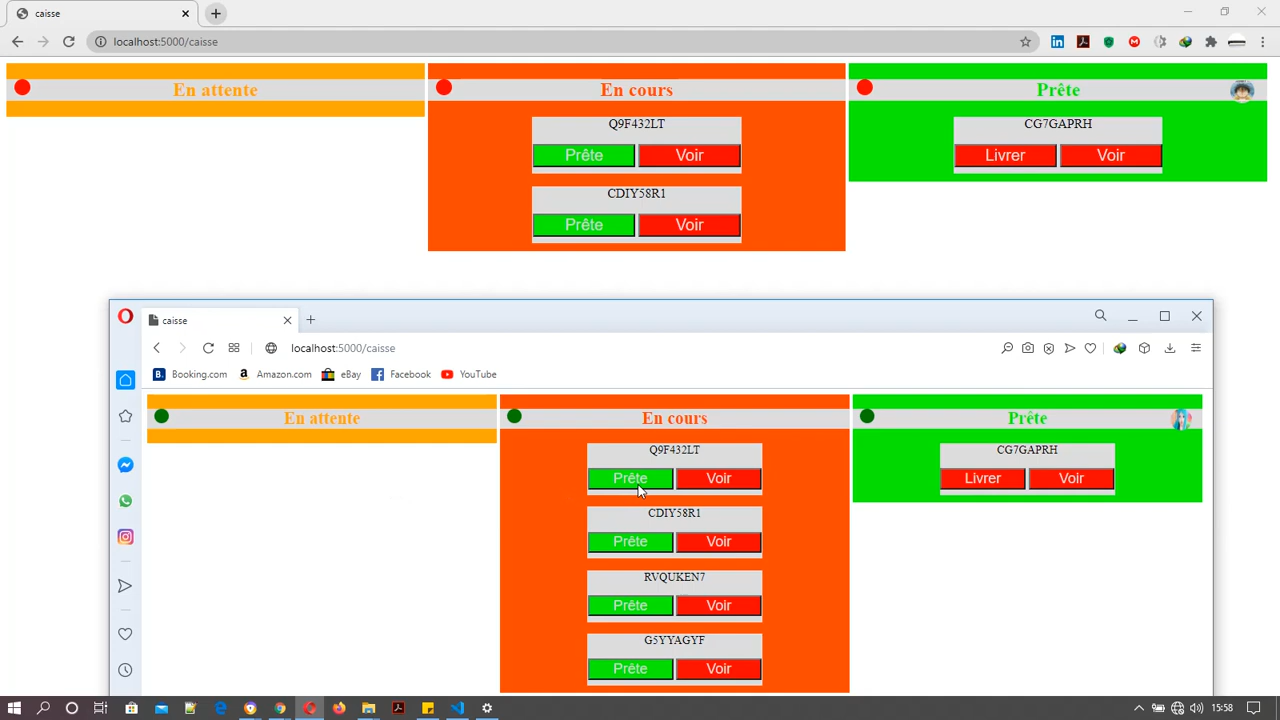 caisse
localhost:5000/caisse
En attente
En cours
Prête
Q9F432LT
Prête Voir
CDIY58R1
Prête Voir
CG7GAPRH
Livrer Voir
caisse
localhost:5000/caisse
Booking.com Amazon.com eBay Facebook YouTube
En attente
En cours
Prête
Q9F432LT
Prête Voir
CDIY58R1
Prête Voir
RVQUKEN7
Prête Voir
G5YYAGYF
Prête Voir
CG7GAPRH
Livrer Voir
15:58